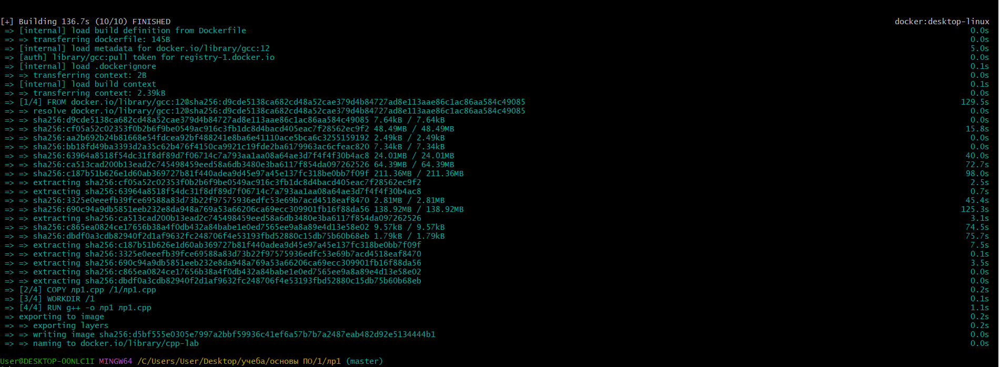 [+] Building 136.7s (10/10) FINISHED docker:desktop-linux
=> [internal] load build definition from Dockerfile 0.0s
=> => transferring dockerfile: 145B 0.0s
=> [internal] load metadata for docker.io/library/gcc:12 5.0s
=> [auth] library/gcc:pull token for registry-1.docker.io 0.0s
=> [internal] load .dockerignore 0.1s
=> => transferring context: 2B 0.0s
=> [internal] load build context 0.1s
=> => transferring context: 2.39kB 0.0s
=> [1/4] FROM docker.io/library/gcc:12@sha256:d9cde5138ca682cd48a52cae379d4b84727ad8e113aae86c1ac86aa584c49085 129.5s
=> => resolve docker.io/library/gcc:12@sha256:d9cde5138ca682cd48a52cae379d4b84727ad8e113aae86c1ac86aa584c49085 0.0s
=> => sha256:d9cde5138ca682cd48a52cae379d4b84727ad8e113aae86c1ac86aa584c49085 7.64kB / 7.64kB 0.0s
=> => sha256:cf05a52c02353f0b2b6f9be0549ac916c3fb1dc8d4bacd405eac7f28562ec9f2 48.49MB / 48.49MB 15.8s
=> => sha256:aa2b692b24b81668e54fdcea92bf488241e8ba6e41110ace5bca6c3255159192 2.49kB / 2.49kB 0.0s
=> => sha256:bb18fd49ba3393d2a35c62b476f4150ca9921c19fde2ba6179963ac6cfeac820 7.34kB / 7.34kB 0.0s
=> => sha256:63964a8518f54dc31f8df89d7f06714c7a793aa1aa08a64ae3d7f4f4f30b4ac8 24.01MB / 24.01MB 40.0s
=> => sha256:ca513cad200b13ead2c745498459eed58a6db3480e3ba6117f854da097262526 64.39MB / 64.39MB 72.7s
=> => sha256:c187b51b626e1d60ab369727b81f440adea9d45e97a45e137fc318be0bb7f09f 211.36MB / 211.36MB 98.0s
=> => extracting sha256:cf05a52c02353f0b2b6f9be0549ac916c3fb1dc8d4bacd405eac7f28562ec9f2 2.5s
=> => extracting sha256:63964a8518f54dc31f8df89d7f06714c7a793aa1aa08a64ae3d7f4f4f30b4ac8 0.7s
=> => sha256:3325e0eeefb39fce69588a83d73b22f97575936edfc53e69b7acd4518eaf8470 2.81MB / 2.81MB 45.4s
=> => sha256:690c94a9db5851eeb232e8da948a769a53a66206ca69ecc309901fb16f88da56 138.92MB / 138.92MB 125.3s
=> => extracting sha256:ca513cad200b13ead2c745498459eed58a6db3480e3ba6117f854da097262526 3.1s
=> => sha256:c865ea0824ce17656b38a4f0db432a84babe1e0ed7565ee9a8a89e4d13e58e02 9.57kB / 9.57kB 74.5s
=> => sha256:dbdf0a3cdb82940f2d1af9632fc248706f4e53193fbd52880c15db75b60b68eb 1.79kB / 1.79kB 75.7s
=> => extracting sha256:c187b51b626e1d60ab369727b81f440adea9d45e97a45e137fc318be0bb7f09f 7.5s
=> => extracting sha256:3325e0eeefb39fce69588a83d73b22f97575936edfc53e69b7acd4518eaf8470 0.1s
=> => extracting sha256:690c94a9db5851eeb232e8da948a769a53a66206ca69ecc309901fb16f88da56 3.5s
=> => extracting sha256:c865ea0824ce17656b38a4f0db432a84babe1e0ed7565ee9a8a89e4d13e58e02 0.0s
=> => extracting sha256:dbdf0a3cdb82940f2d1af9632fc248706f4e53193fbd52880c15db75b60b68eb 0.0s
=> [2/4] COPY лр1.cpp /1/лр1.cpp 0.2s
=> [3/4] WORKDIR /1 0.1s
=> [4/4] RUN g++ -o лр1 лр1.cpp 1.1s
=> exporting to image 0.2s
=> => exporting layers 0.2s
=> => writing image sha256:d5bf555e0305e7997a2bbf59936c41ef6a57b7b7a2487eab482d92e5134444b1 0.0s
=> => naming to docker.io/library/cpp-lab 0.0s
User@DESKTOP-O0NLC1I MINGW64 /C/Users/User/Desktop/учеба/основы ПО/1/лр1 (master)